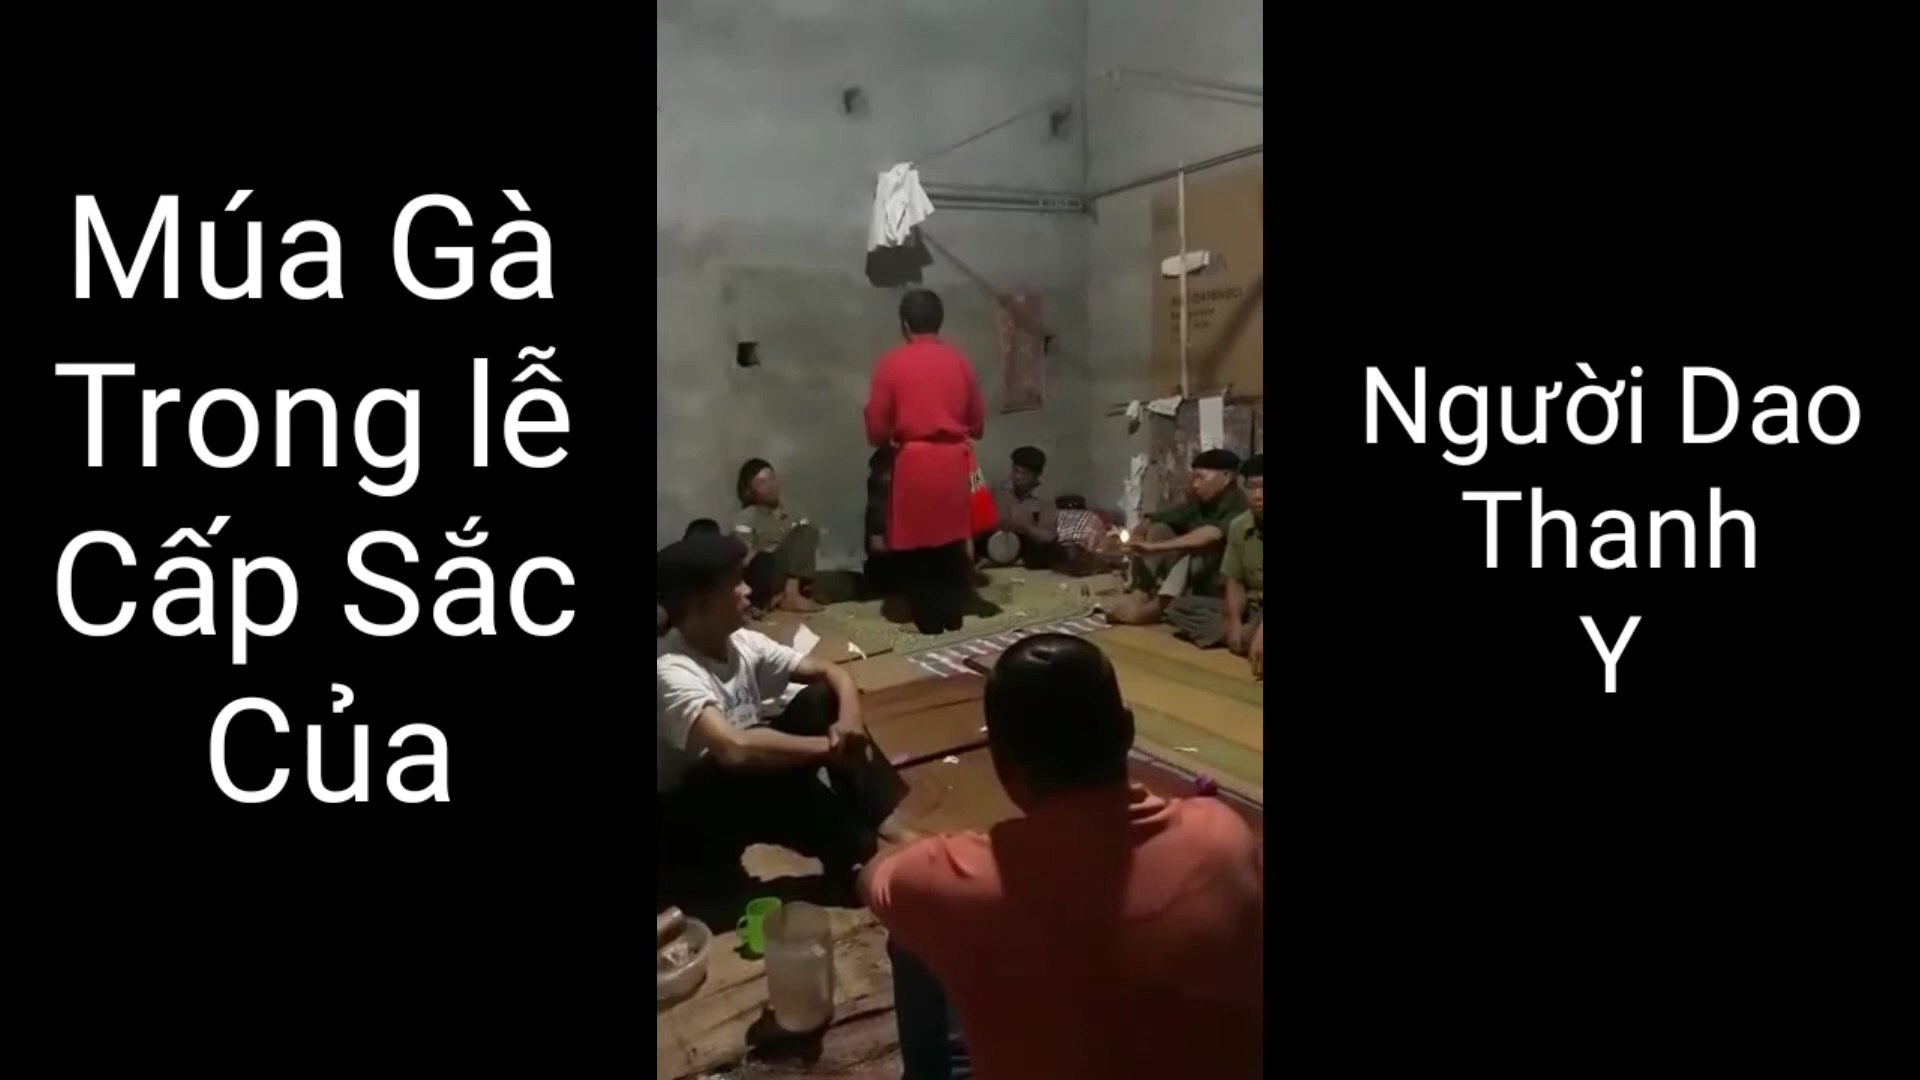 Múa Gà
Trong lễ
Cấp Sắc
Của
Người Dao
Thanh
Y